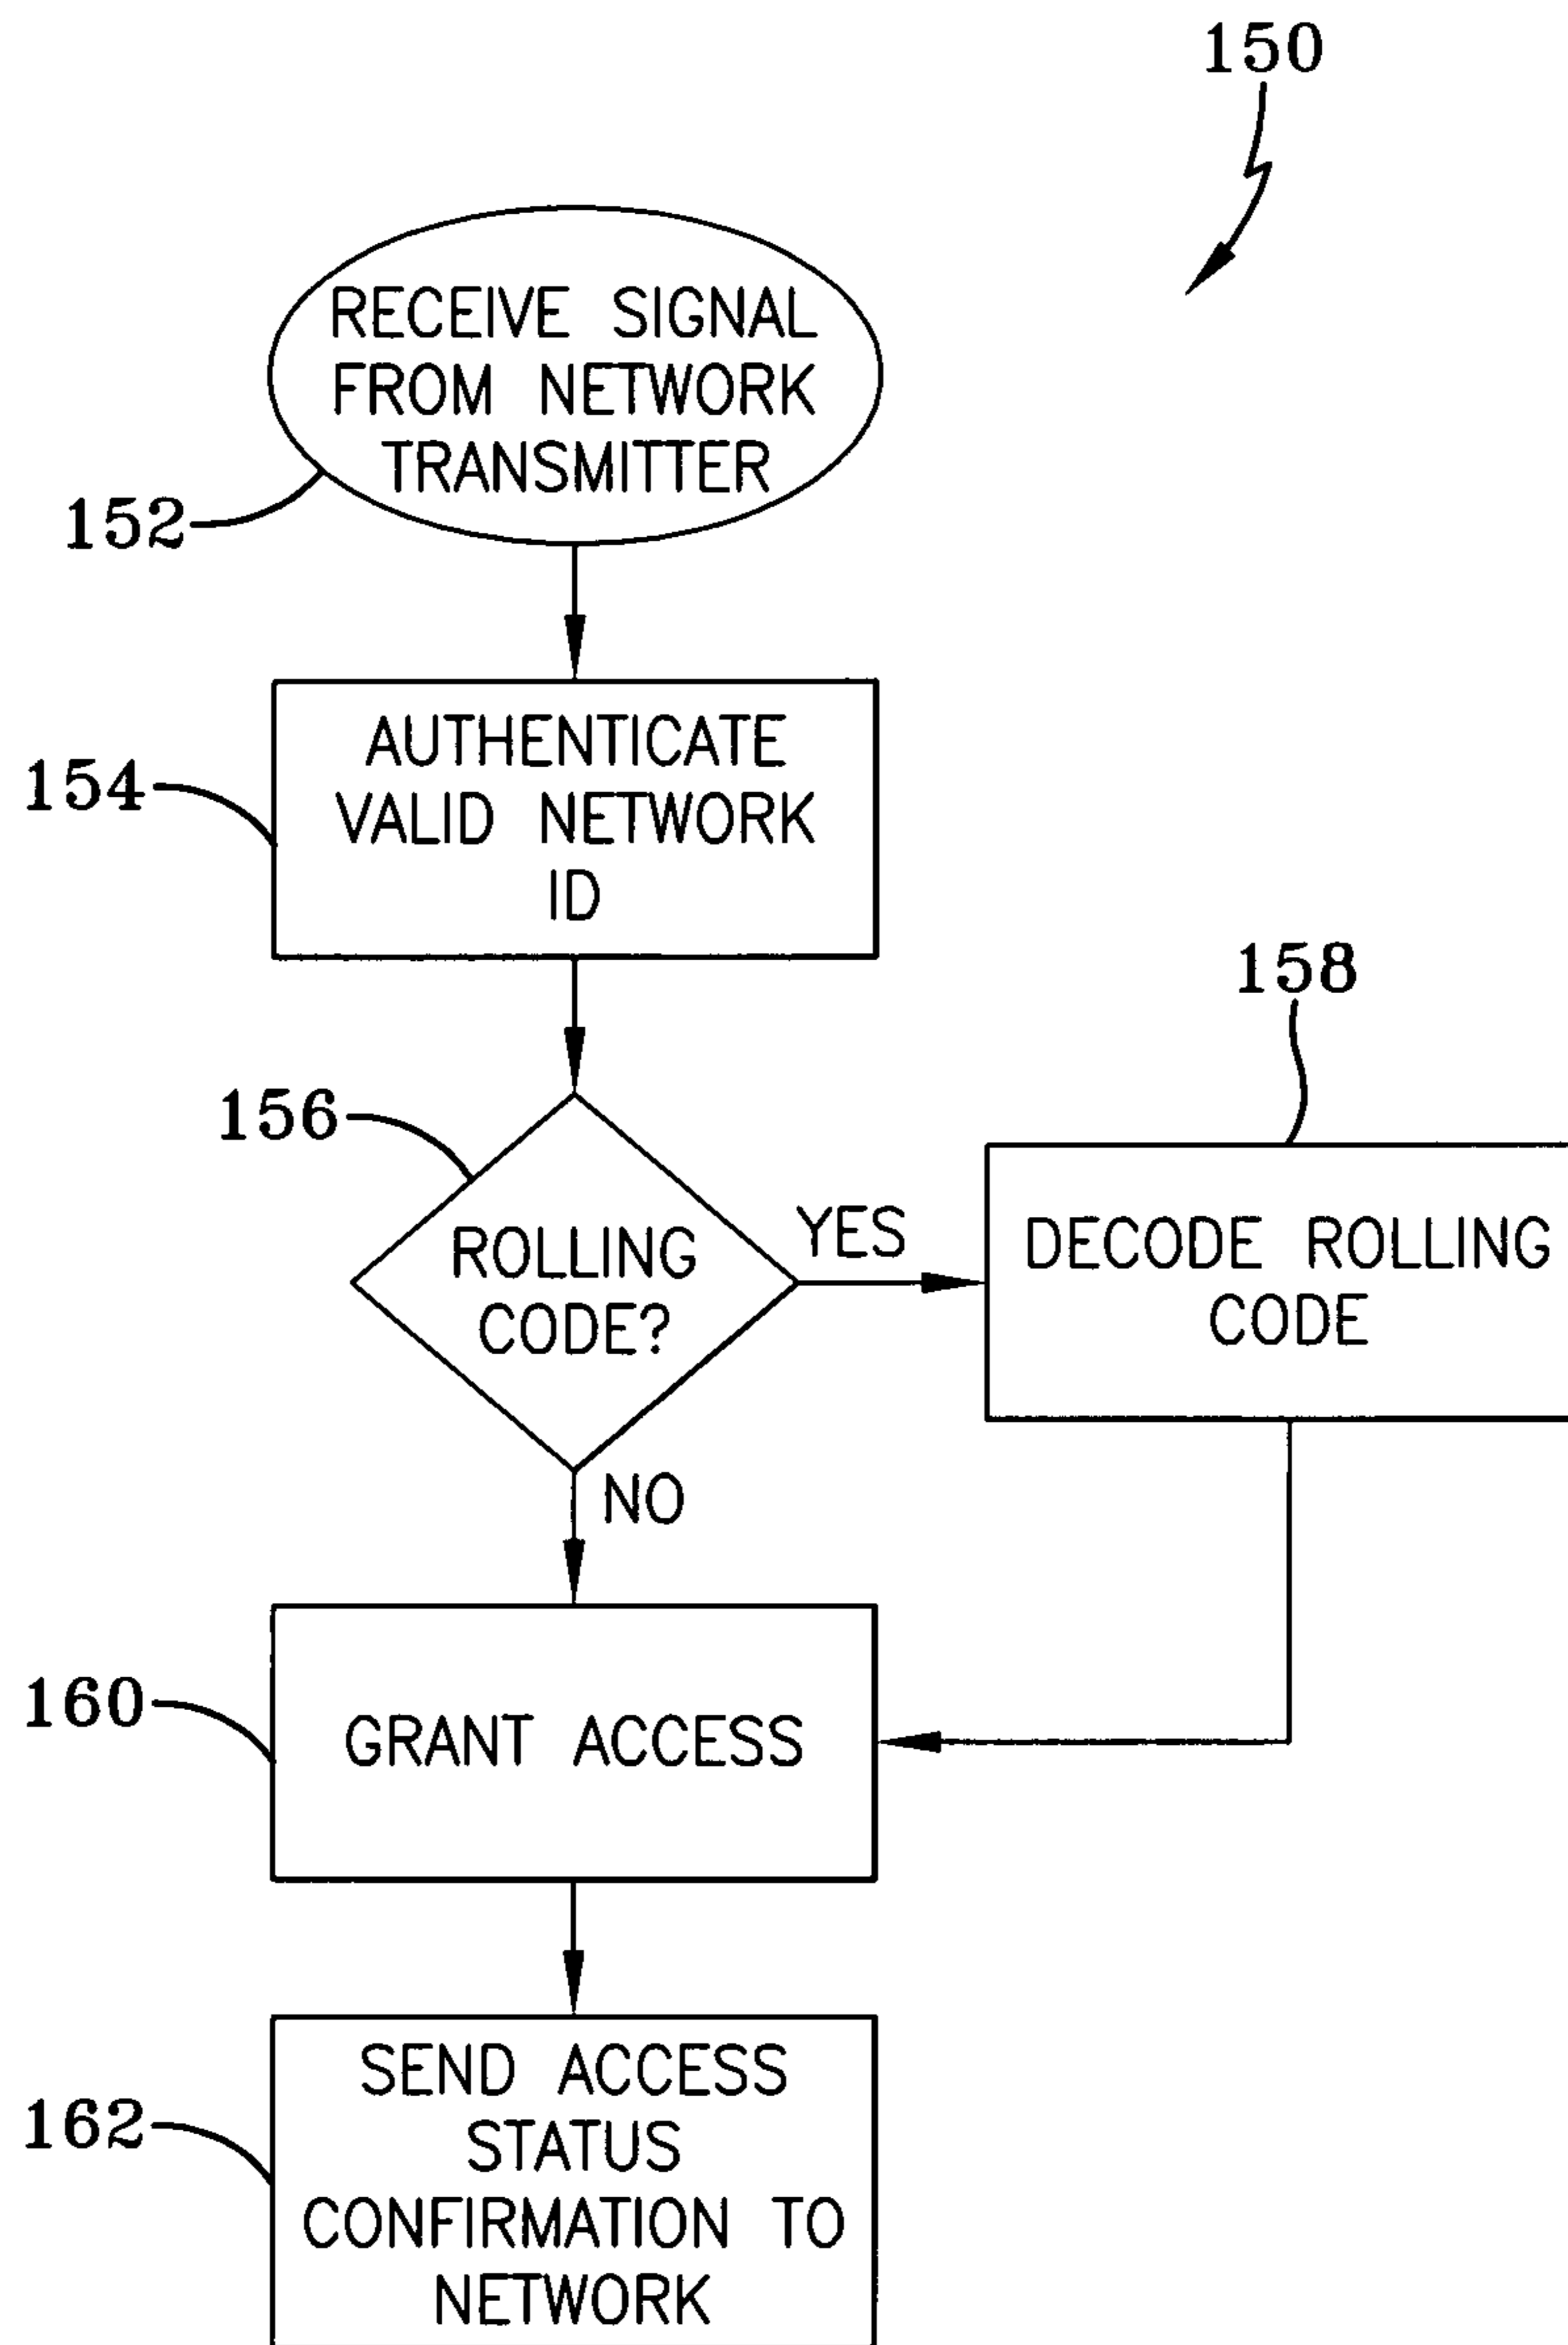 150
RECEIVE SIGNAL
FROM NETWORK
TRANSMITTER
152
AUTHENTICATE
VALID NETWORK
ID
154
158
156
ROLLING
CODE?
YES
DECODE ROLLING
CODE
NO
160
GRANT ACCESS
162
SEND ACCESS
STATUS
CONFIRMATION TO
NETWORK